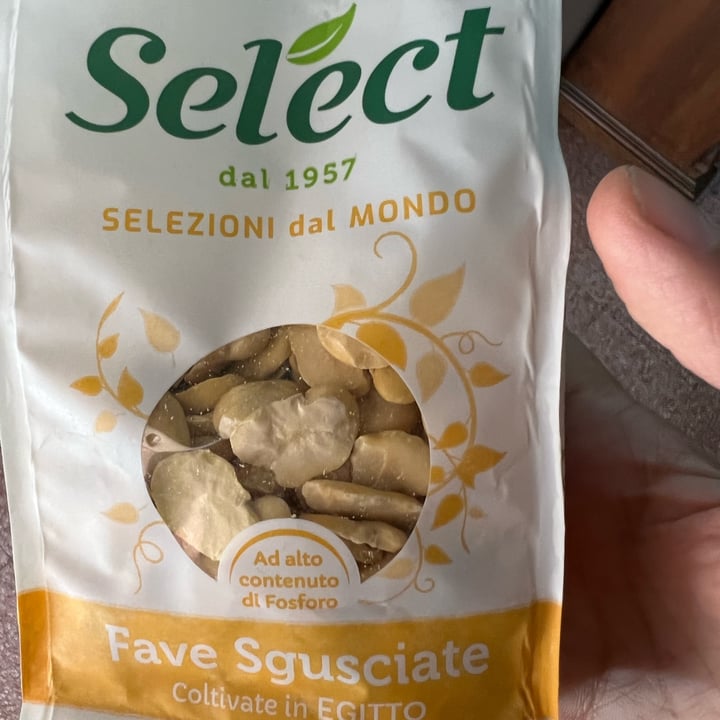 Select
dal 1957
SELEZIONI dal MONDO
Ad alto
contenuto
di Fosforo
Fave Sgusciate
Coltivate in EGITTO